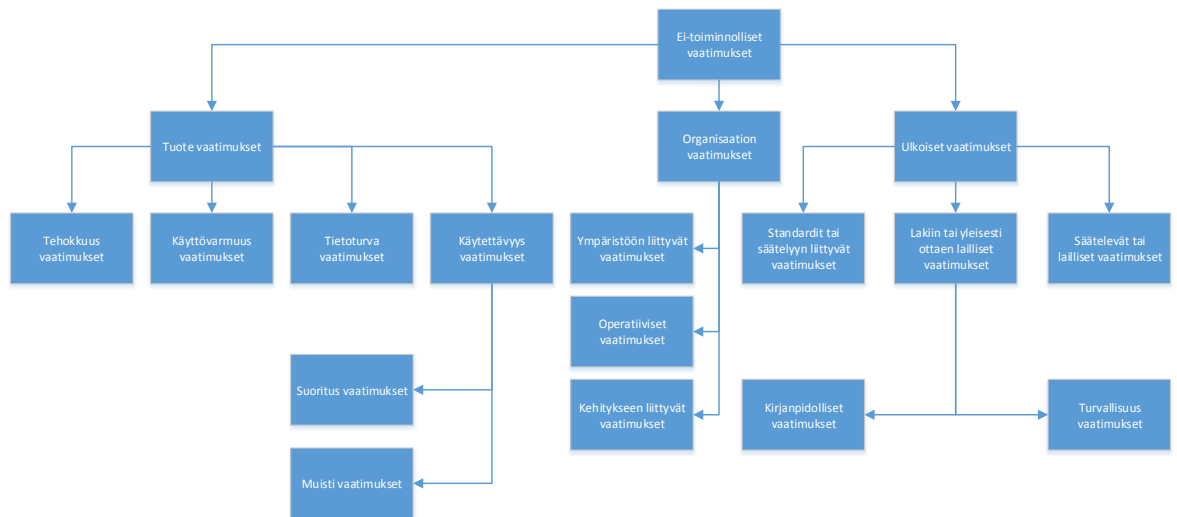 Ei-toiminnolliset
vaatimukset
Tuote vaatimukset
Organisaation
vaatimukset
Ulkoiset vaatimukset
Tehokkuus
vaatimukset
Käyttövarmuus
vaatimukset
Tietoturva
vaatimukset
Käytettävyys
vaatimukset
Ympäristöön liittyvät
vaatimukset
Standardit tai
säätelyyn liittyvät
vaatimukset
Lakiin tai yleisesti
ottaen lailliset
vaatimukset
Säätelevät tai
lailliset vaatimukset
Operatiiviset
vaatimukset
Suoritus vaatimukset
Kehitykseen liittyvät
vaatimukset
Kirjanpidolliset
vaatimukset
Turvallisuus
vaatimukset
Muisti vaatimukset